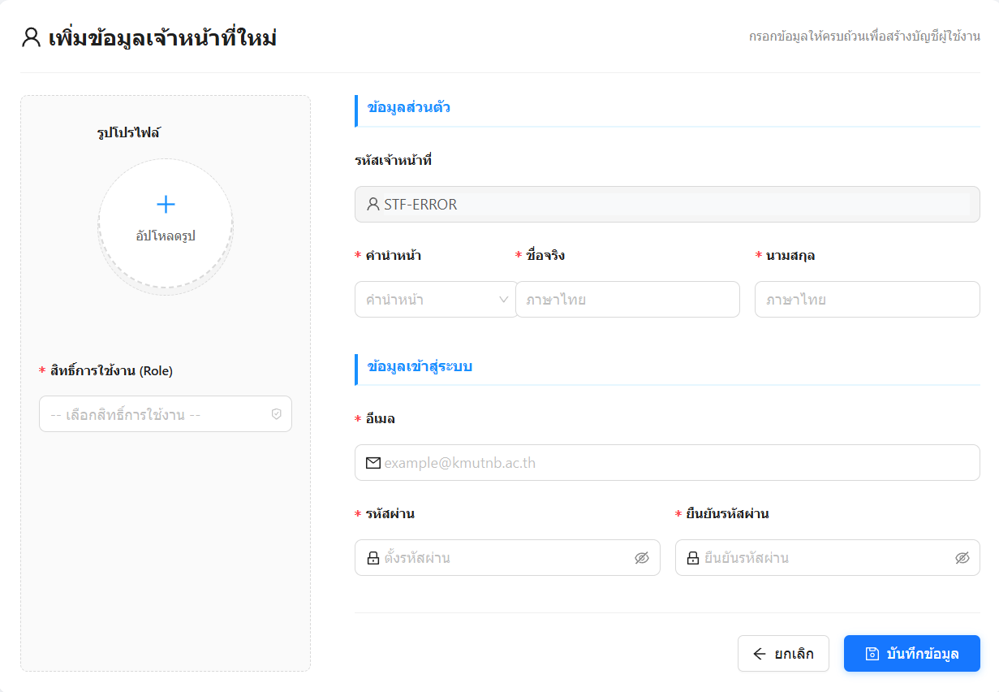 เพิ่มข้อมูลเจ้าหน้าที่ใหม่
กรอกข้อมูลให้ครบถ้วนเพื่อสร้างบัญชีผู้ใช้งาน
รูปโปรไฟล์
อัปโหลดรูป
* สิทธิ์การใช้งาน (Role)
-- เลือกสิทธิ์การใช้งาน --
ข้อมูลส่วนตัว
รหัสเจ้าหน้าที่
STF-ERROR
* คำนำหน้า * ชื่อจริง * นามสกุล
คำนำหน้า ภาษาไทย ภาษาไทย
ข้อมูลเข้าสู่ระบบ
* อีเมล
example@kmutnb.ac.th
* รหัสผ่าน * ยืนยันรหัสผ่าน
ตั้งรหัสผ่าน ยืนยันรหัสผ่าน
ยกเลิก บันทึกข้อมูล